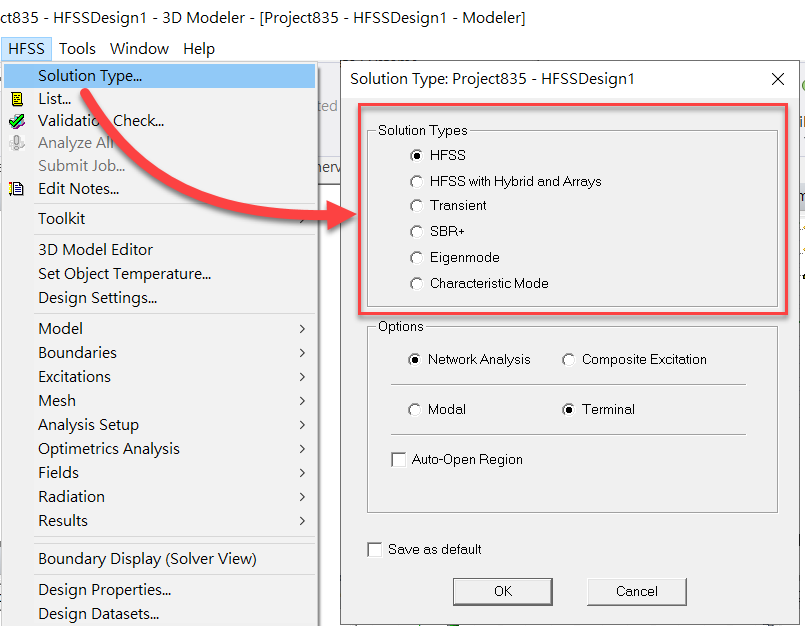 ct835 - HFSSDesign1 - 3D Modeler - [Project835 - HFSSDesign1 - Modeler]
HFSS Tools Window Help
Solution Type...
List...
Validation Check...
Analyze All
Submit Job...
Edit Notes...
Toolkit
3D Model Editor
Set Object Temperature...
Design Settings...
Model
Boundaries
Excitations
Mesh
Analysis Setup
Optimetrics Analysis
Fields
Radiation
Results
Boundary Display (Solver View)
Design Properties...
Design Datasets...
Solution Type: Project835 - HFSSDesign1
Solution Types
HFSS
HFSS with Hybrid and Arrays
Transient
SBR+
Eigenmode
Characteristic Mode
Options
Network Analysis Composite Excitation
Modal Terminal
Auto-Open Region
Save as default
OK Cancel